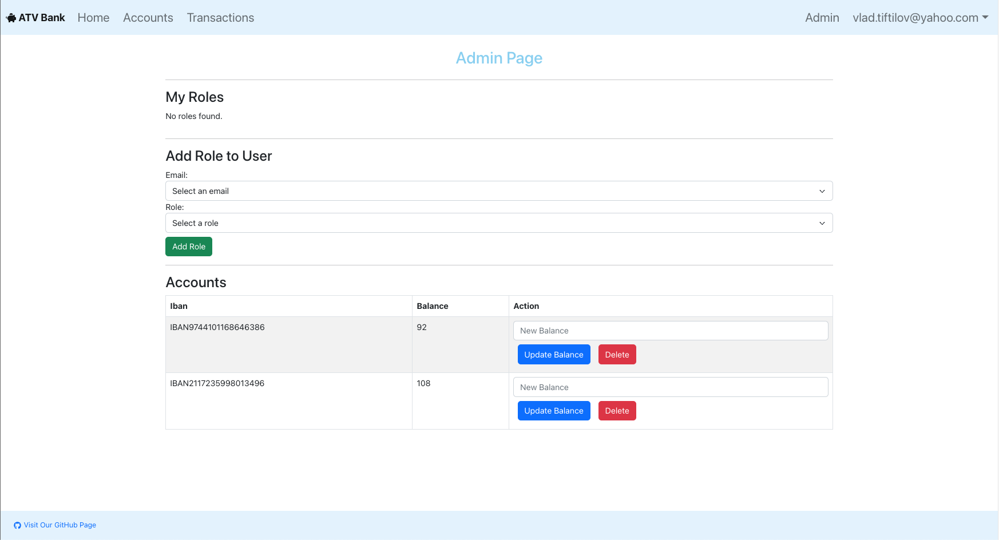 ATV Bank Home Accounts Transactions Admin vlad.tiftilov@yahoo.com
Admin Page
My Roles
No roles found.
Add Role to User
Email:
Select an email
Role:
Select a role
Add Role
Accounts
Iban Balance Action
IBAN9744101168646386 92 New Balance
Update Balance Delete
IBAN2117235998013496 108 New Balance
Update Balance Delete
Visit Our GitHub Page